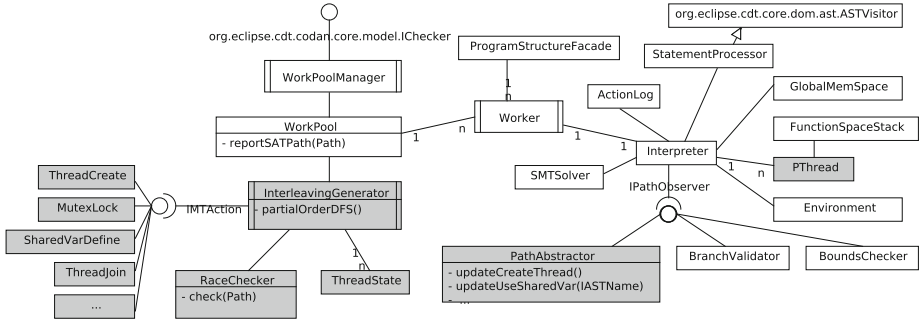 org.eclipse.cdt.core.dom.ast.ASTVisitor
org.eclipse.cdt.codan.core.model.IChecker
ProgramStructureFacade
StatementProcessor
WorkPoolManager
1
n
ActionLog
GlobalMemSpace
Worker
WorkPool
- reportSATPath(Path)
1
n
1
1
FunctionSpaceStack
Interpreter
1
n
PThread
SMTSolver
ThreadCreate
MutexLock
SharedVarDefine
ThreadJoin
...
IMTAction
InterleavingGenerator
- partialOrderDFS()
IPathObserver
Environment
1
n
RaceChecker
- check(Path)
ThreadState
PathAbstractor
- updateCreateThread()
- updateUseSharedVar(IASTName)
- ...
BranchValidator
BoundsChecker